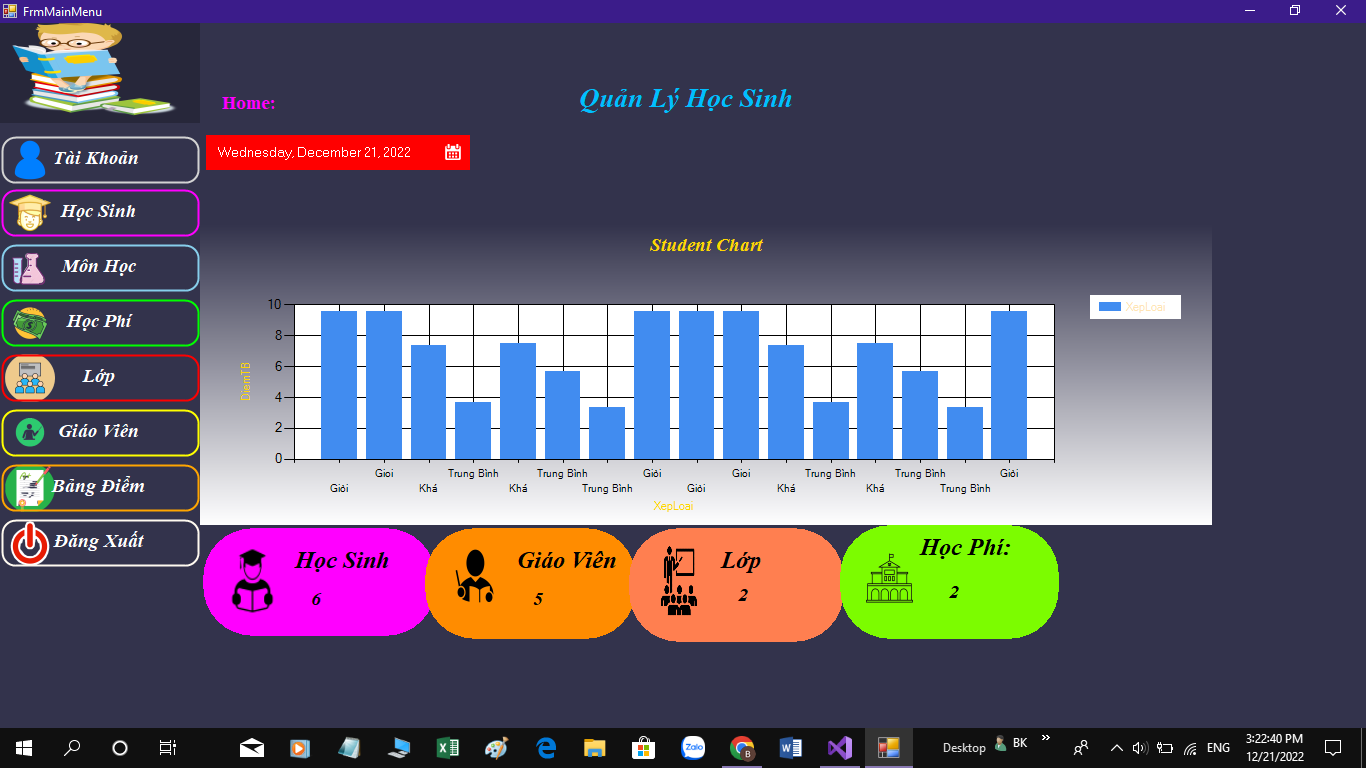 FrmMainMenu
Home:
Quản Lý Học Sinh
Wednesday, December 21, 2022
Tài Khoản
Học Sinh
Môn Học
Học Phí
Lớp
Giáo Viên
Bảng Điểm
Đăng Xuất
Student Chart
XepLoai
DiemTB
10
8
6
4
2
0
Giỏi
Gioi
Khá
Trung Bình
Khá
Trung Bình
Trung Bình
Giỏi
Giỏi
Gioi
Khá
Trung Bình
Khá
Trung Bình
Trung Bình
Giỏi
XepLoai
Học Sinh
6
Giáo Viên
5
Lớp
2
Học Phí:
2
Zalo
B
Desktop
BK
ENG
3:22:40 PM
12/21/2022